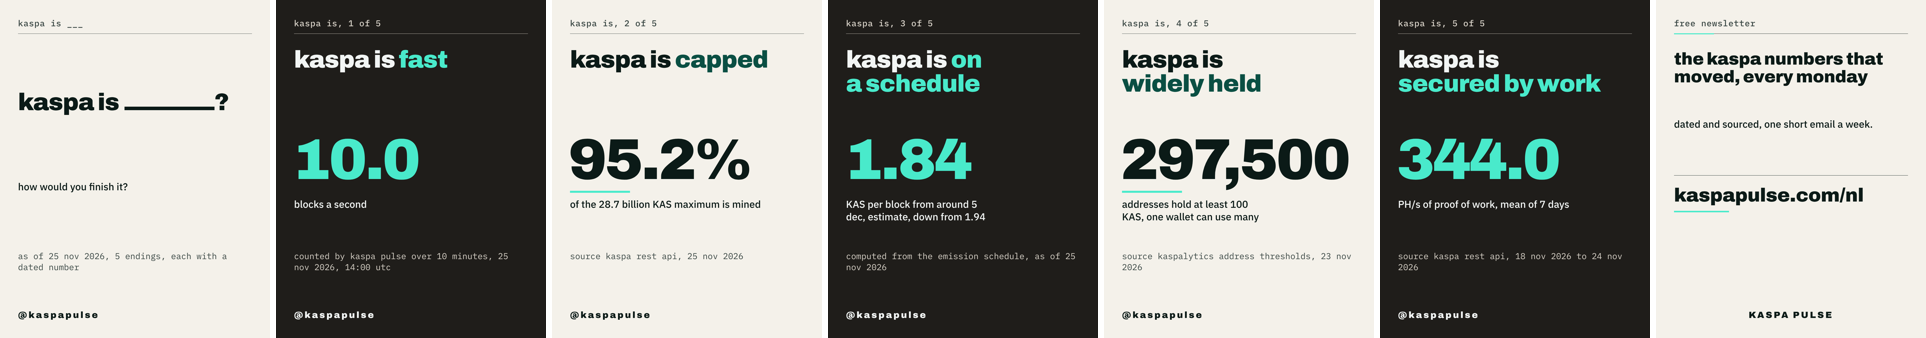 kaspa is ___
kaspa is ______?
how would you finish it?
as of 25 nov 2026, 5 endings, each with a
dated number
@kaspapulse
kaspa is, 1 of 5
kaspa is fast
10.0
blocks a second
counted by kaspa pulse over 10 minutes, 25
nov 2026, 14:00 utc
@kaspapulse
kaspa is, 2 of 5
kaspa is capped
95.2%
of the 28.7 billion KAS maximum is mined
source kaspa rest api, 25 nov 2026
@kaspapulse
kaspa is, 3 of 5
kaspa is on
a schedule
1.84
KAS per block from around 5
dec, estimate, down from 1.94
computed from the emission schedule, as of 25
nov 2026
@kaspapulse
kaspa is, 4 of 5
kaspa is
widely held
297,500
addresses hold at least 100
KAS, one wallet can use many
source kaspalytics address thresholds, 23 nov
2026
@kaspapulse
kaspa is, 5 of 5
kaspa is
secured by work
344.0
PH/s of proof of work, mean of 7 days
source kaspa rest api, 18 nov 2026 to 24 nov
2026
@kaspapulse
free newsletter
the kaspa numbers that
moved, every monday
dated and sourced, one short email a week.
kaspapulse.com/nl
KASPA PULSE